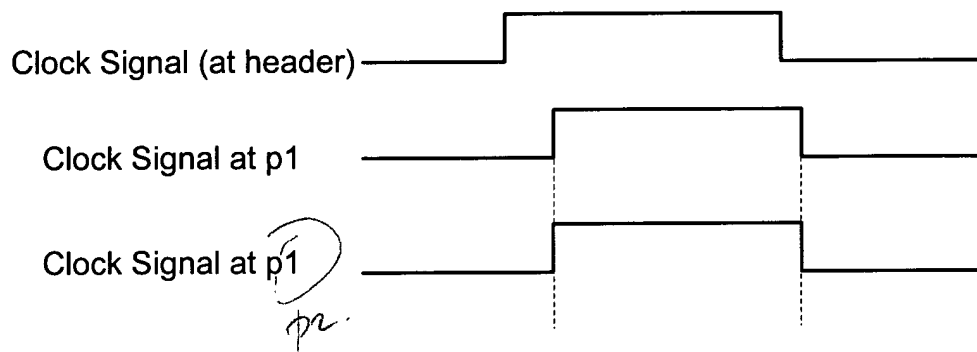 Clock Signal (at header)
Clock Signal at p1
Clock Signal at p1
p2.